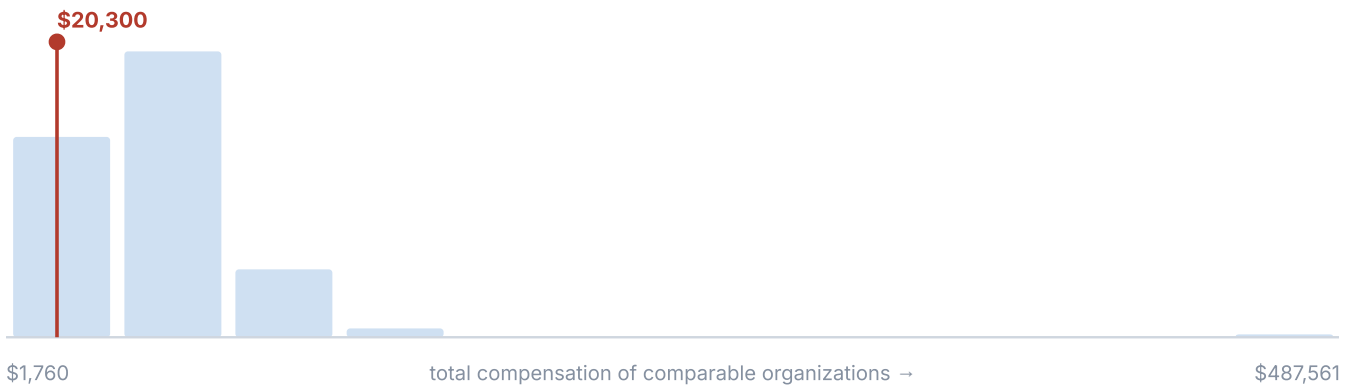 $20,300
$1,760 total compensation of comparable organizations → $487,561